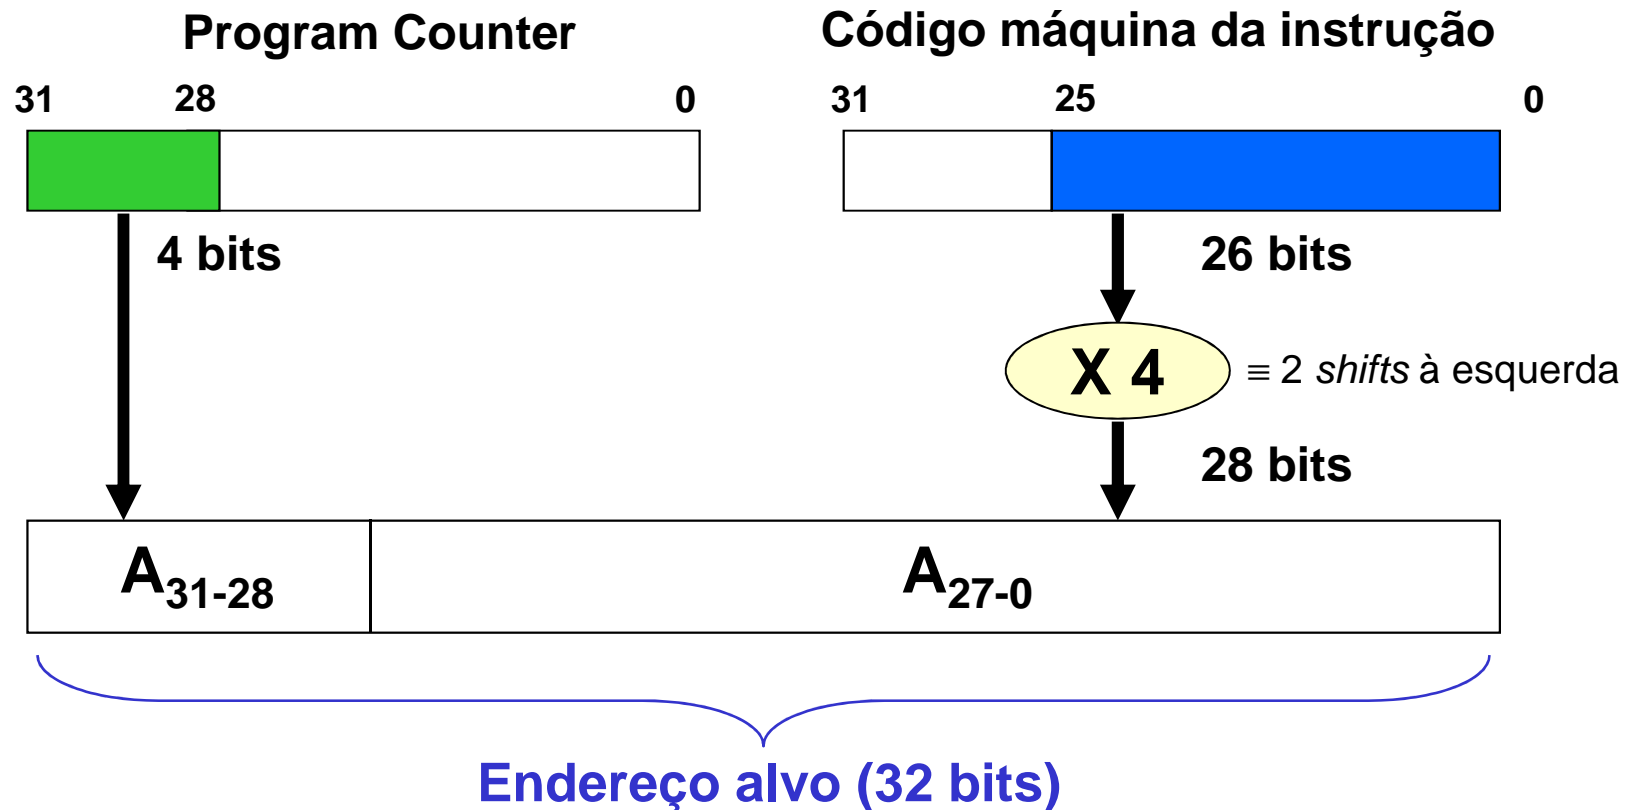 Program Counter
Código máquina da instrução
31 28 0
31 25 0
4 bits
26 bits
X 4
≡ 2 shifts à esquerda
28 bits
A31-28
A27-0
Endereço alvo (32 bits)